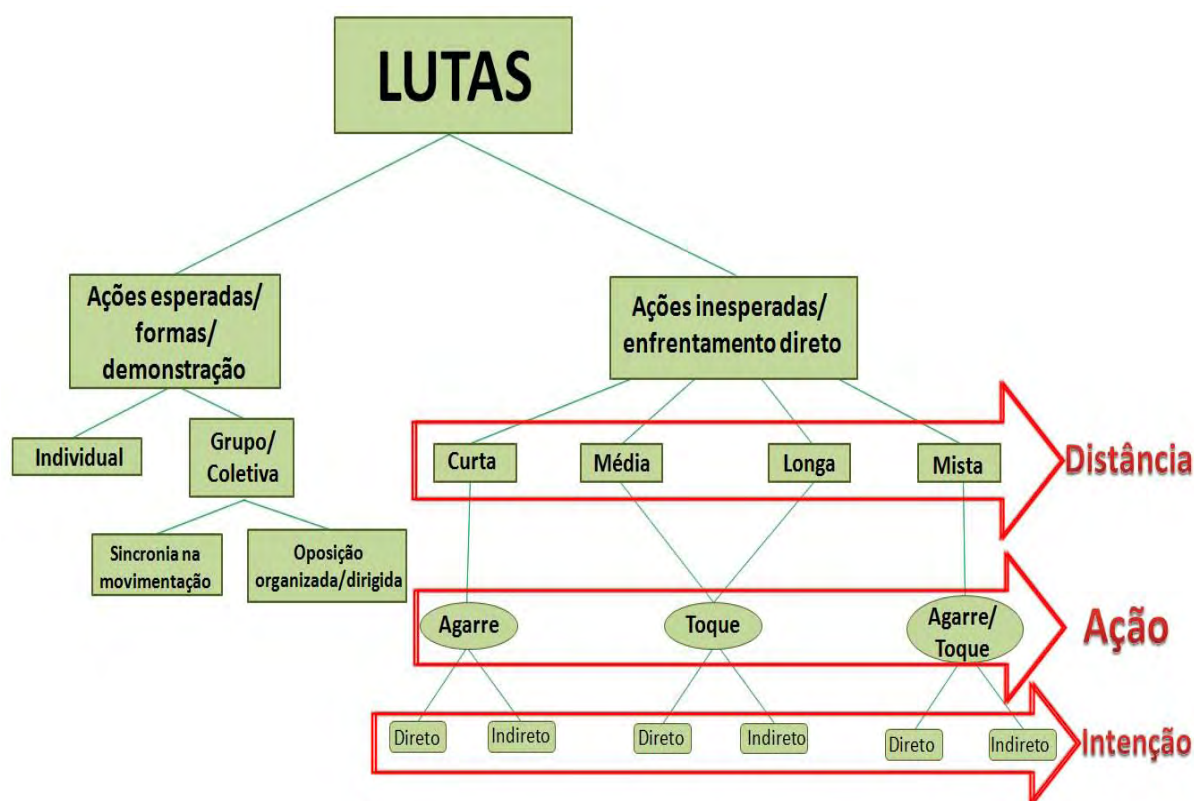 LUTAS
Ações esperadas/
formas/
demonstração
Ações inesperadas/
enfrentamento direto
Individual
Grupo/
Coletiva
Sincronia na
movimentação
Oposição
organizada/dirigida
Curta
Média
Longa
Mista
Distância
Agarre
Toque
Agarre/
Toque
Ação
Direto
Indireto
Direto
Indireto
Direto
Indireto
Intenção